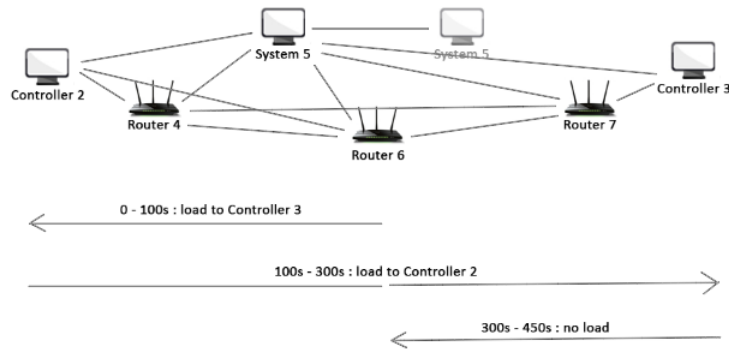 System 5
System 5
Controller 2
Controller 3
Router 4
Router 7
Router 6
0 - 100s : load to Controller 3
100s - 300s : load to Controller 2
300s - 450s : no load